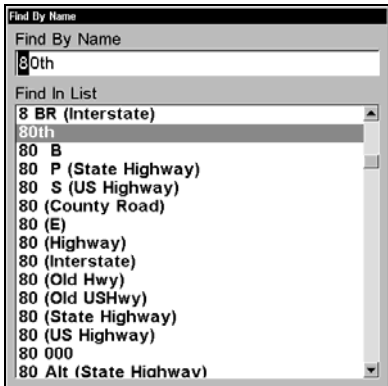 Find By Name
Find By Name
80th
Find In List
8 BR (Interstate)
80th
80 B
80 P (State Highway)
80 S (US Highway)
80 (County Road)
80 (E)
80 (Highway)
80 (Interstate)
80 (Old Hwy)
80 (Old USHwy)
80 (State Highway)
80 (US Highway)
80 000
80 Alt (State Highway)